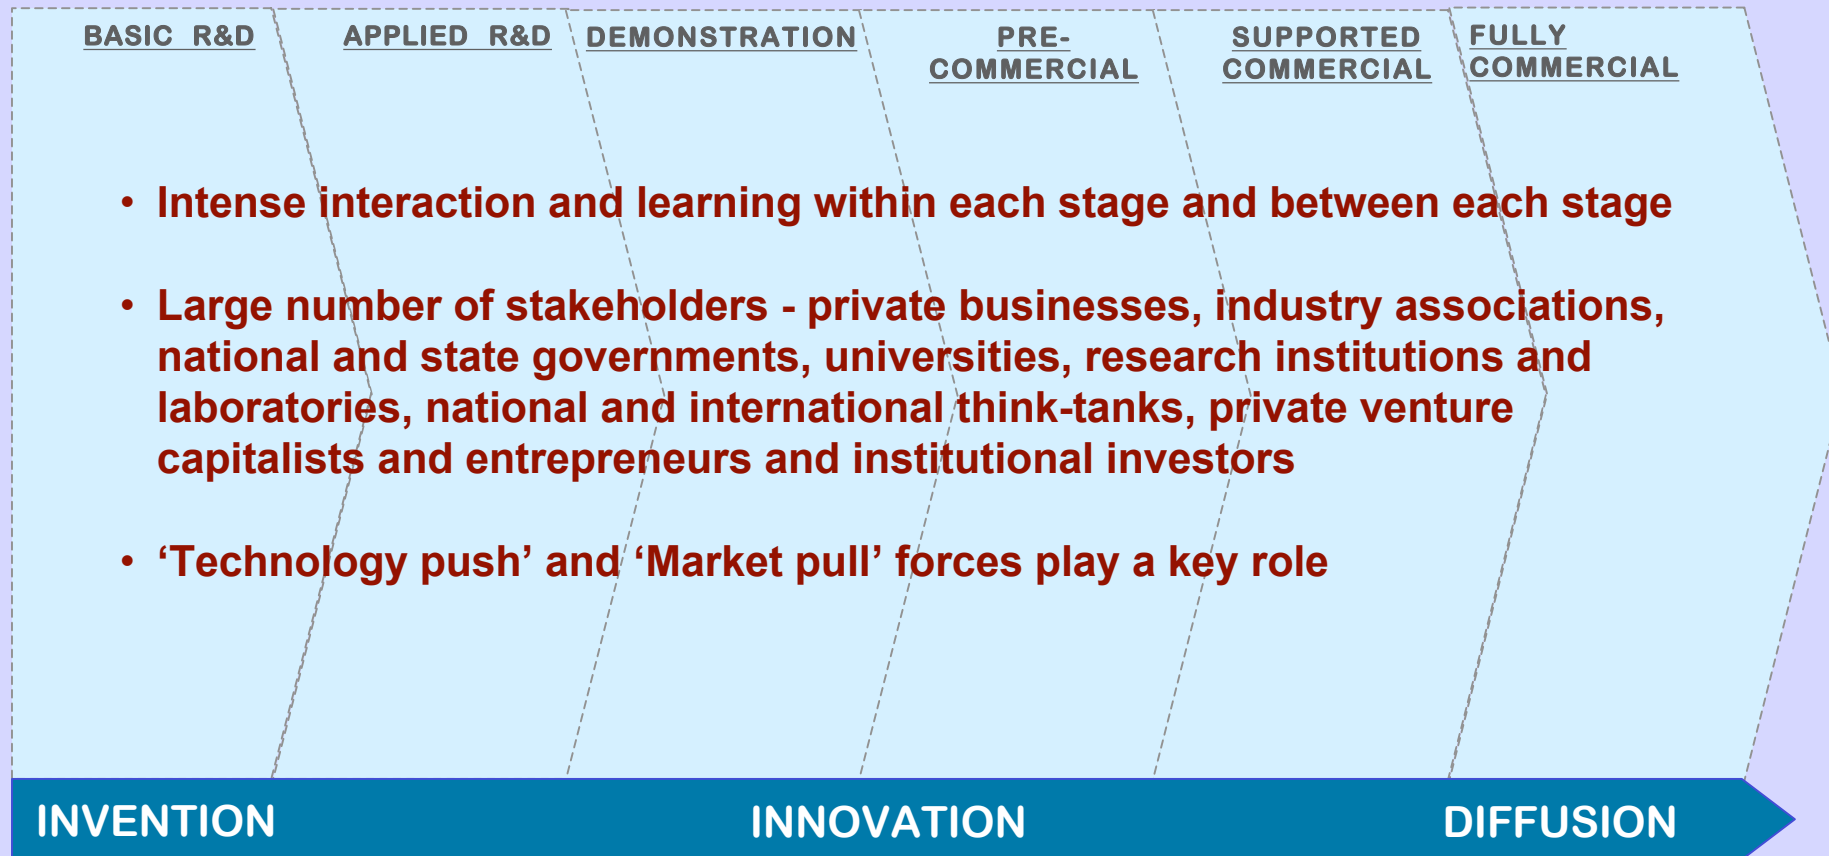 BASIC R&D
APPLIED R&D
DEMONSTRATION
PRE-
COMMERCIAL
SUPPORTED
COMMERCIAL
FULLY
COMMERCIAL
• Intense interaction and learning within each stage and between each stage
• Large number of stakeholders - private businesses, industry associations,
national and state governments, universities, research institutions and
laboratories, national and international think-tanks, private venture
capitalists and entrepreneurs and institutional investors
• ‘Technology push’ and ‘Market pull’ forces play a key role
INVENTION
INNOVATION
DIFFUSION